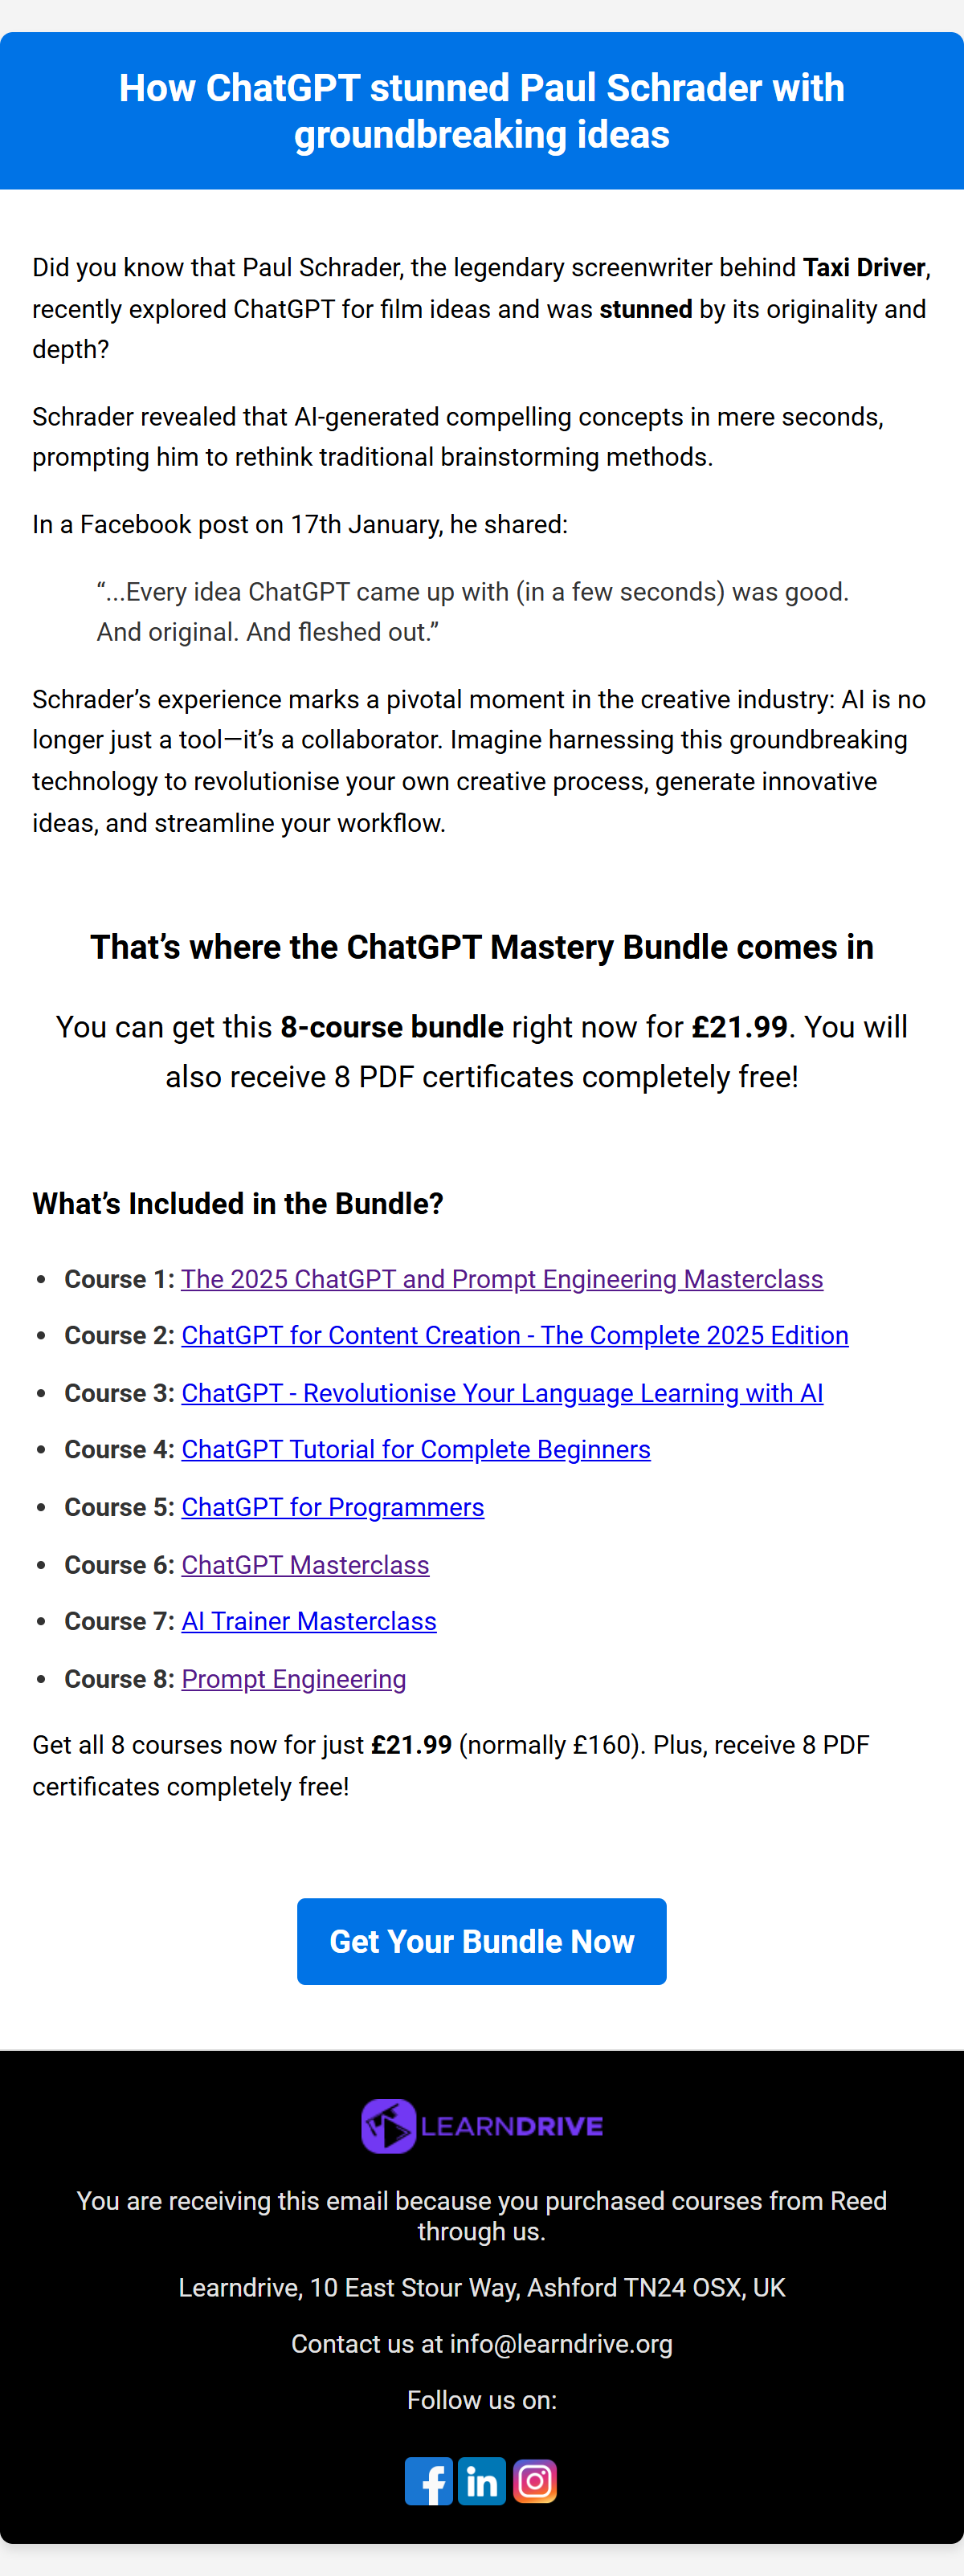 How ChatGPT stunned Paul Schrader with
groundbreaking ideas
Did you know that Paul Schrader, the legendary screenwriter behind Taxi Driver,
recently explored ChatGPT for film ideas and was stunned by its originality and
depth?
Schrader revealed that AI-generated compelling concepts in mere seconds,
prompting him to rethink traditional brainstorming methods.
In a Facebook post on 17th January, he shared:
“...Every idea ChatGPT came up with (in a few seconds) was good.
And original. And fleshed out.”
Schrader’s experience marks a pivotal moment in the creative industry: AI is no
longer just a tool—it’s a collaborator. Imagine harnessing this groundbreaking
technology to revolutionise your own creative process, generate innovative
ideas, and streamline your workflow.
That’s where the ChatGPT Mastery Bundle comes in
You can get this 8-course bundle right now for £21.99. You will
also receive 8 PDF certificates completely free!
What’s Included in the Bundle?
• Course 1: The 2025 ChatGPT and Prompt Engineering Masterclass
• Course 2: ChatGPT for Content Creation - The Complete 2025 Edition
• Course 3: ChatGPT - Revolutionise Your Language Learning with AI
• Course 4: ChatGPT Tutorial for Complete Beginners
• Course 5: ChatGPT for Programmers
• Course 6: ChatGPT Masterclass
• Course 7: AI Trainer Masterclass
• Course 8: Prompt Engineering
Get all 8 courses now for just £21.99 (normally £160). Plus, receive 8 PDF
certificates completely free!
Get Your Bundle Now
LEARNDRIVE
You are receiving this email because you purchased courses from Reed
through us.
Learndrive, 10 East Stour Way, Ashford TN24 OSX, UK
Contact us at info@learndrive.org
Follow us on: